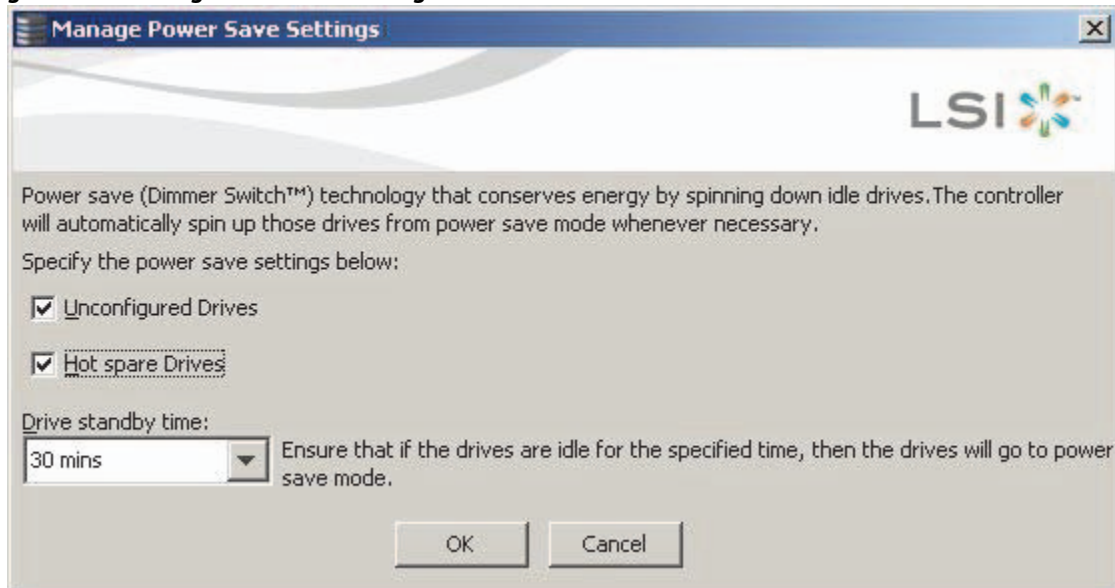 Manage Power Save Settings
LSI
Power save (Dimmer Switch™) technology that conserves energy by spinning down idle drives.The controller
will automatically spin up those drives from power save mode whenever necessary.
Specify the power save settings below:
Unconfigured Drives
Hot spare Drives
Drive standby time:
30 mins
Ensure that if the drives are idle for the specified time, then the drives will go to power
save mode.
OK
Cancel